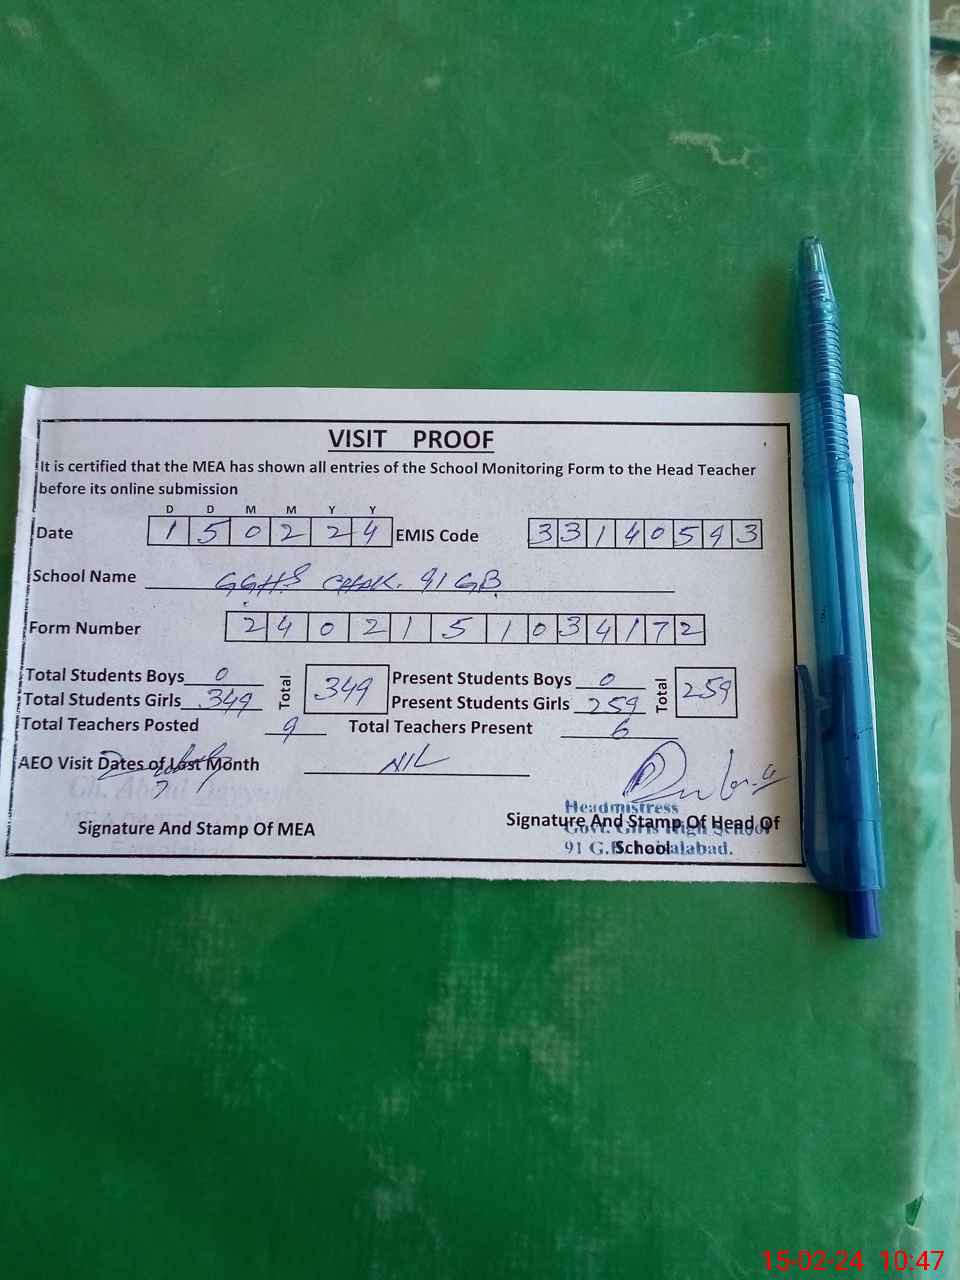 VISIT PROOF
It is certified that the MEA has shown all entries of the School Monitoring Form to the Head Teacher
before its online submission
D D M M Y Y
Date 1 5 0 2 2 4 EMIS Code 3 3 1 4 0 5 4 3
School Name GGHS CHAK. 91 GB
Form Number 2 4 0 2 1 5 1 0 3 4 1 7 2
Total Students Boys 0 Total 349 Present Students Boys 0 Total 259
Total Students Girls 349 Present Students Girls 259
Total Teachers Posted 9 Total Teachers Present 6
AEO Visit Dates of Last Month NIL
Headmistress
Signature And Stamp Of MEA Signature And Stamp Of Head Of
School
Govt. Girls High School
91 G.B. Faisalabad.
15-02-24 10:47